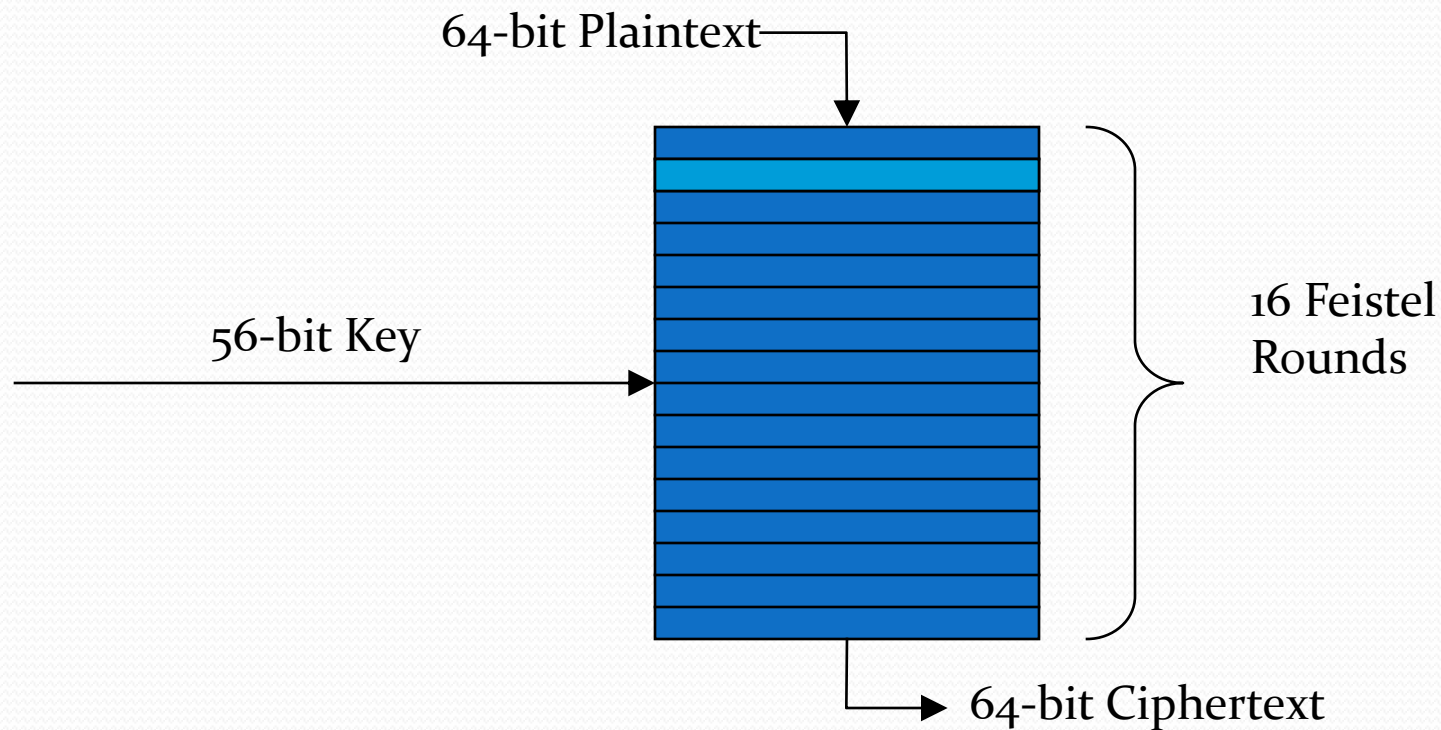 64-bit Plaintext
56-bit Key
16 Feistel
Rounds
64-bit Ciphertext